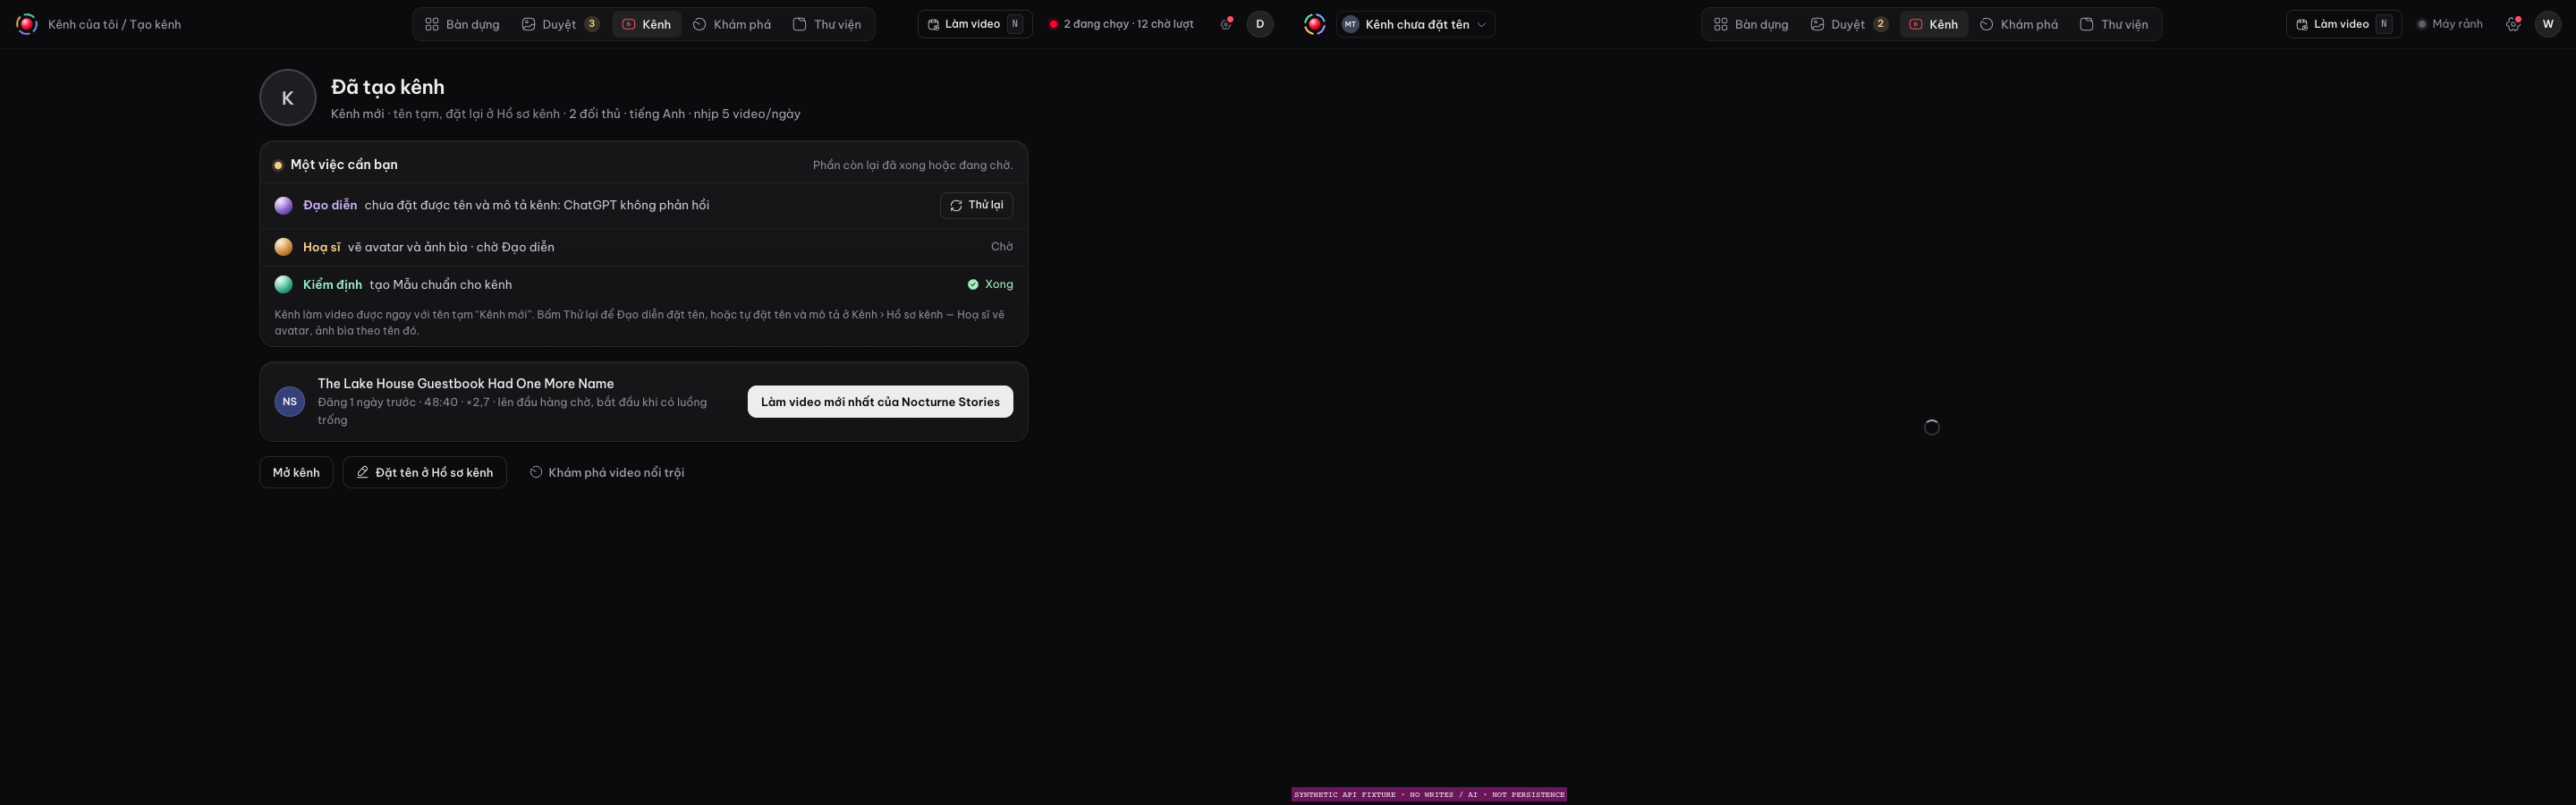 Kênh của tôi / Tạo kênh
Bàn dựng
Duyệt 3
Kênh
Khám phá
Thư viện
Làm video N
2 đang chạy · 12 chờ lượt
D
MT Kênh chưa đặt tên
Bàn dựng
Duyệt 2
Kênh
Khám phá
Thư viện
Làm video N
Máy rảnh
W
K
Đã tạo kênh
Kênh mới · tên tạm, đặt lại ở Hồ sơ kênh · 2 đối thủ · tiếng Anh · nhịp 5 video/ngày
Một việc cần bạn
Phần còn lại đã xong hoặc đang chờ.
Đạo diễn chưa đặt được tên và mô tả kênh: ChatGPT không phản hồi
Thử lại
Hoạ sĩ vẽ avatar và ảnh bìa · chờ Đạo diễn
Chờ
Kiểm định tạo Mẫu chuẩn cho kênh
Xong
Kênh làm video được ngay với tên tạm "Kênh mới". Bấm Thử lại để Đạo diễn đặt tên, hoặc tự đặt tên và mô tả ở Kênh › Hồ sơ kênh — Hoạ sĩ vẽ
avatar, ảnh bìa theo tên đó.
NS
The Lake House Guestbook Had One More Name
Đăng 1 ngày trước · 48:40 · ×2,7 · lên đầu hàng chờ, bắt đầu khi có luồng
trống
Làm video mới nhất của Nocturne Stories
Mở kênh
Đặt tên ở Hồ sơ kênh
Khám phá video nổi trội
SYNTHETIC API FIXTURE · NO WRITES / AI · NOT PERSISTENCE